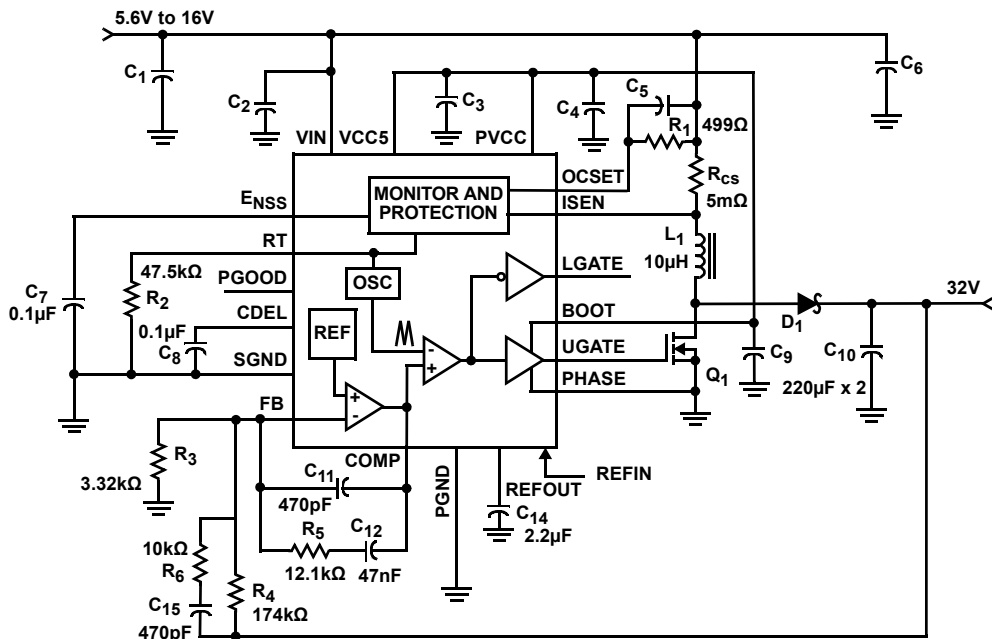 5.6V to 16V
C1
C2
C3
C4
C5
C6
R1
499Ω
VIN
VCC5
PVCC
OCSET
RCS
5mΩ
MONITOR AND
PROTECTION
ENSS
ISEN
RT
L1
10µH
47.5kΩ
LGATE
C7
0.1µF
PGOOD
R2
OSC
32V
CDEL
0.1µF
BOOT
D1
REF
C8
-
+
UGATE
C9
C10
SGND
PHASE
Q1
220µF x 2
FB
+
-
R3
3.32kΩ
COMP
C11
470pF
PGND
REFOUT
REFIN
R5
C12
C14
2.2µF
10kΩ
R6
12.1kΩ
47nF
R4
174kΩ
C15
470pF